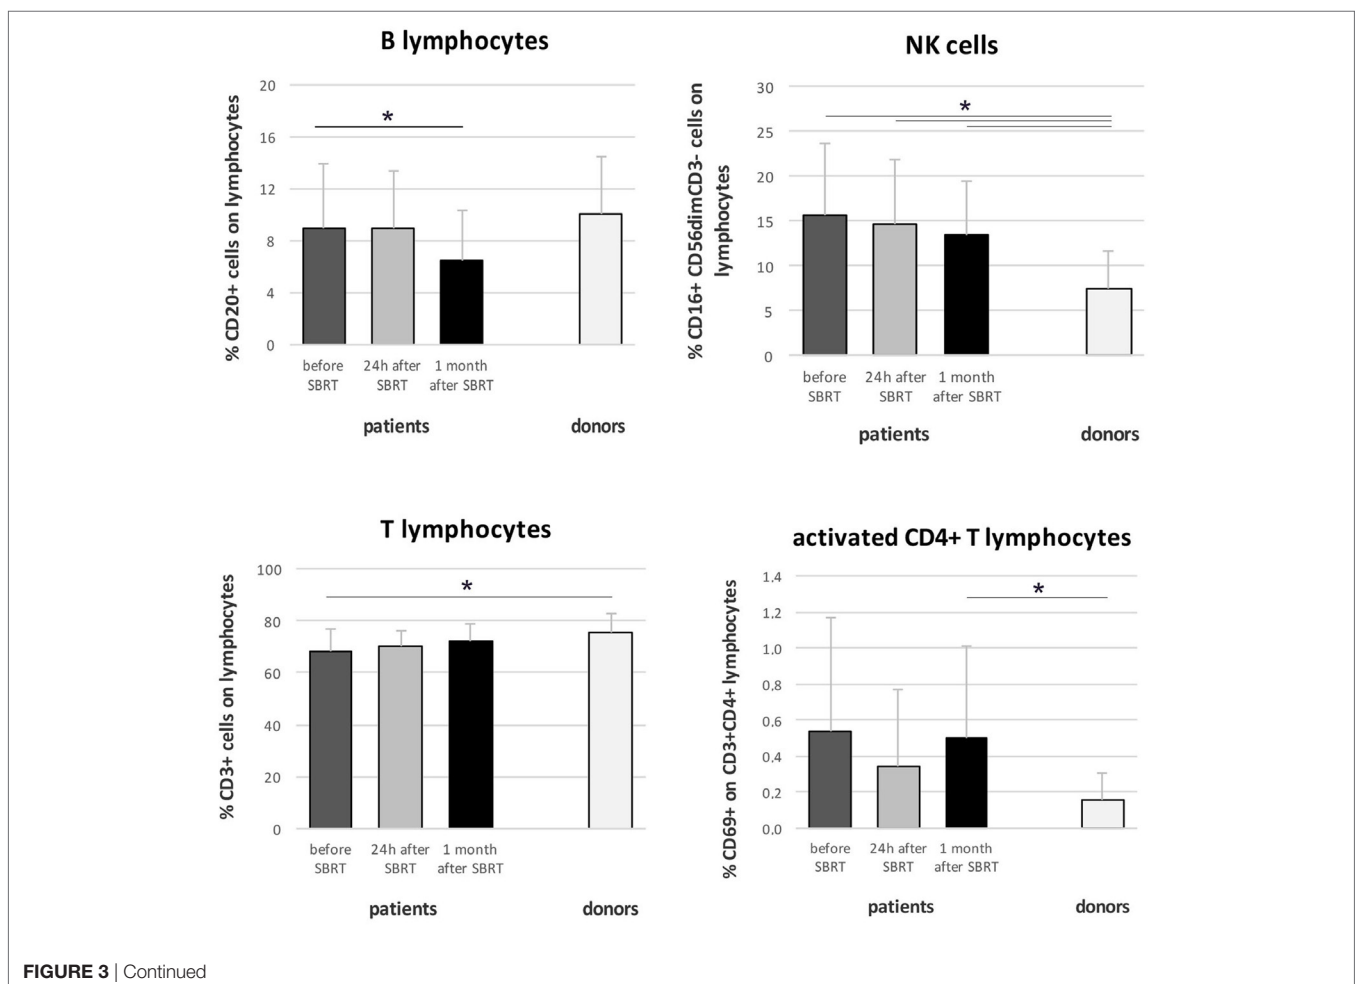 B lymphocytes
% CD20+ cells on lymphocytes
20
16
12
8
4
0
*
before
SBRT
24h after
SBRT
1 month
after SBRT
patients
donors
NK cells
% CD16+ CD56dimCD3- cells on
lymphocytes
30
25
20
15
10
5
0
*
before
SBRT
24h after
SBRT
1 month
after SBRT
patients
donors
T lymphocytes
% CD3+ cells on lymphocytes
100
80
60
40
20
0
*
before
SBRT
24h after
SBRT
1 month
after SBRT
patients
donors
activated CD4+ T lymphocytes
% CD69+ on CD3+CD4+ lymphocytes
1.4
1.2
1.0
0.8
0.6
0.4
0.2
0.0
*
before
SBRT
24h after
SBRT
1 month
after SBRT
patients
donors
FIGURE 3 | Continued